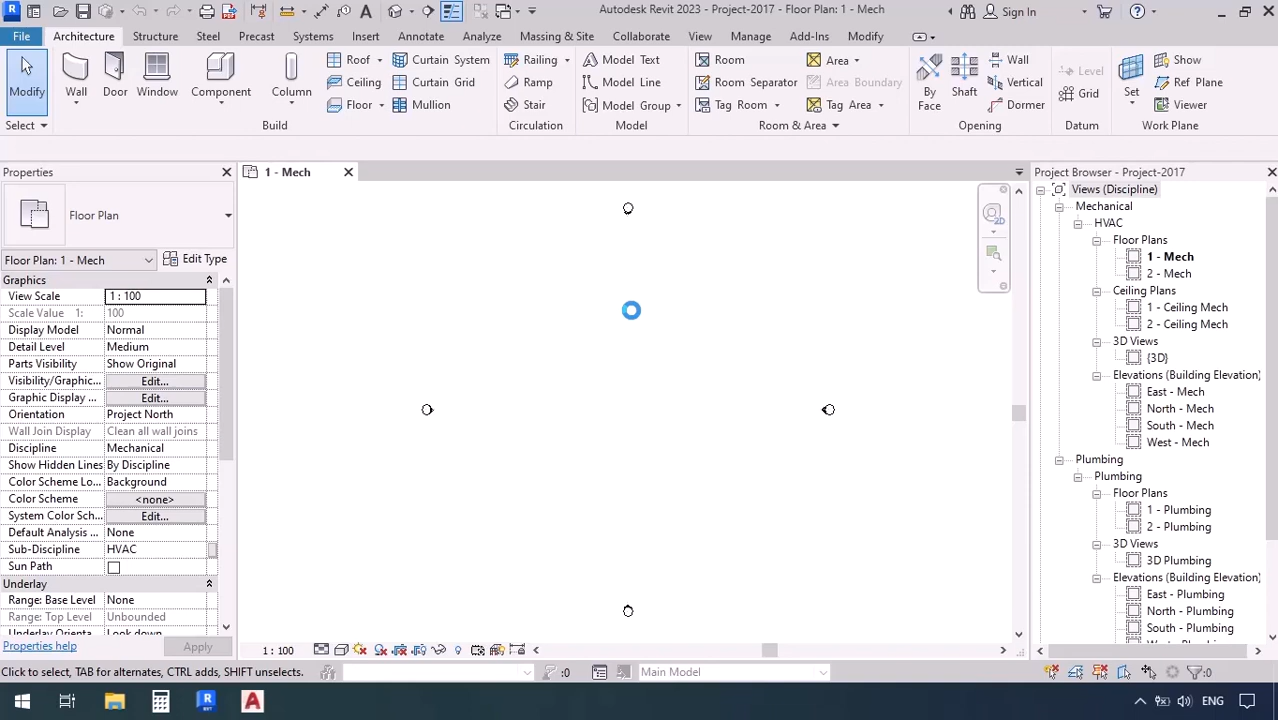 Autodesk Revit 2023 - Project-2017 - Floor Plan: 1 - Mech
Sign In
File Architecture Structure Steel Precast Systems Insert Annotate Analyze Massing & Site Collaborate View Manage Add-Ins Modify
Modify Wall Door Window Component Column
Roof Ceiling Floor
Curtain System Curtain Grid Mullion
Railing Ramp Stair
Model Text Model Line Model Group
Room Room Separator Tag Room
Area Area Boundary Tag Area
By Face Shaft Wall Vertical Dormer
Level Grid
Set Show Ref Plane Viewer
Select Build Circulation Model Room & Area Opening Datum Work Plane
Properties
Floor Plan
Floor Plan: 1 - Mech Edit Type
Graphics
View Scale 1 : 100
Scale Value 1: 100
Display Model Normal
Detail Level Medium
Parts Visibility Show Original
Visibility/Graphic... Edit...
Graphic Display ... Edit...
Orientation Project North
Wall Join Display Clean all wall joins
Discipline Mechanical
Show Hidden Lines By Discipline
Color Scheme Lo... Background
Color Scheme <none>
System Color Sch... Edit...
Default Analysis ... None
Sub-Discipline HVAC
Sun Path
Underlay
Range: Base Level None
Range: Top Level Unbounded
Underlay Orienta... Look down
Properties help Apply
1 - Mech
2D
1 : 100
Project Browser - Project-2017
Views (Discipline)
Mechanical
HVAC
Floor Plans
1 - Mech
2 - Mech
Ceiling Plans
1 - Ceiling Mech
2 - Ceiling Mech
3D Views
{3D}
Elevations (Building Elevation)
East - Mech
North - Mech
South - Mech
West - Mech
Plumbing
Plumbing
Floor Plans
1 - Plumbing
2 - Plumbing
3D Views
3D Plumbing
Elevations (Building Elevation)
East - Plumbing
North - Plumbing
South - Plumbing
Click to select, TAB for alternates, CTRL adds, SHIFT unselects.
:0 Main Model :0
ENG